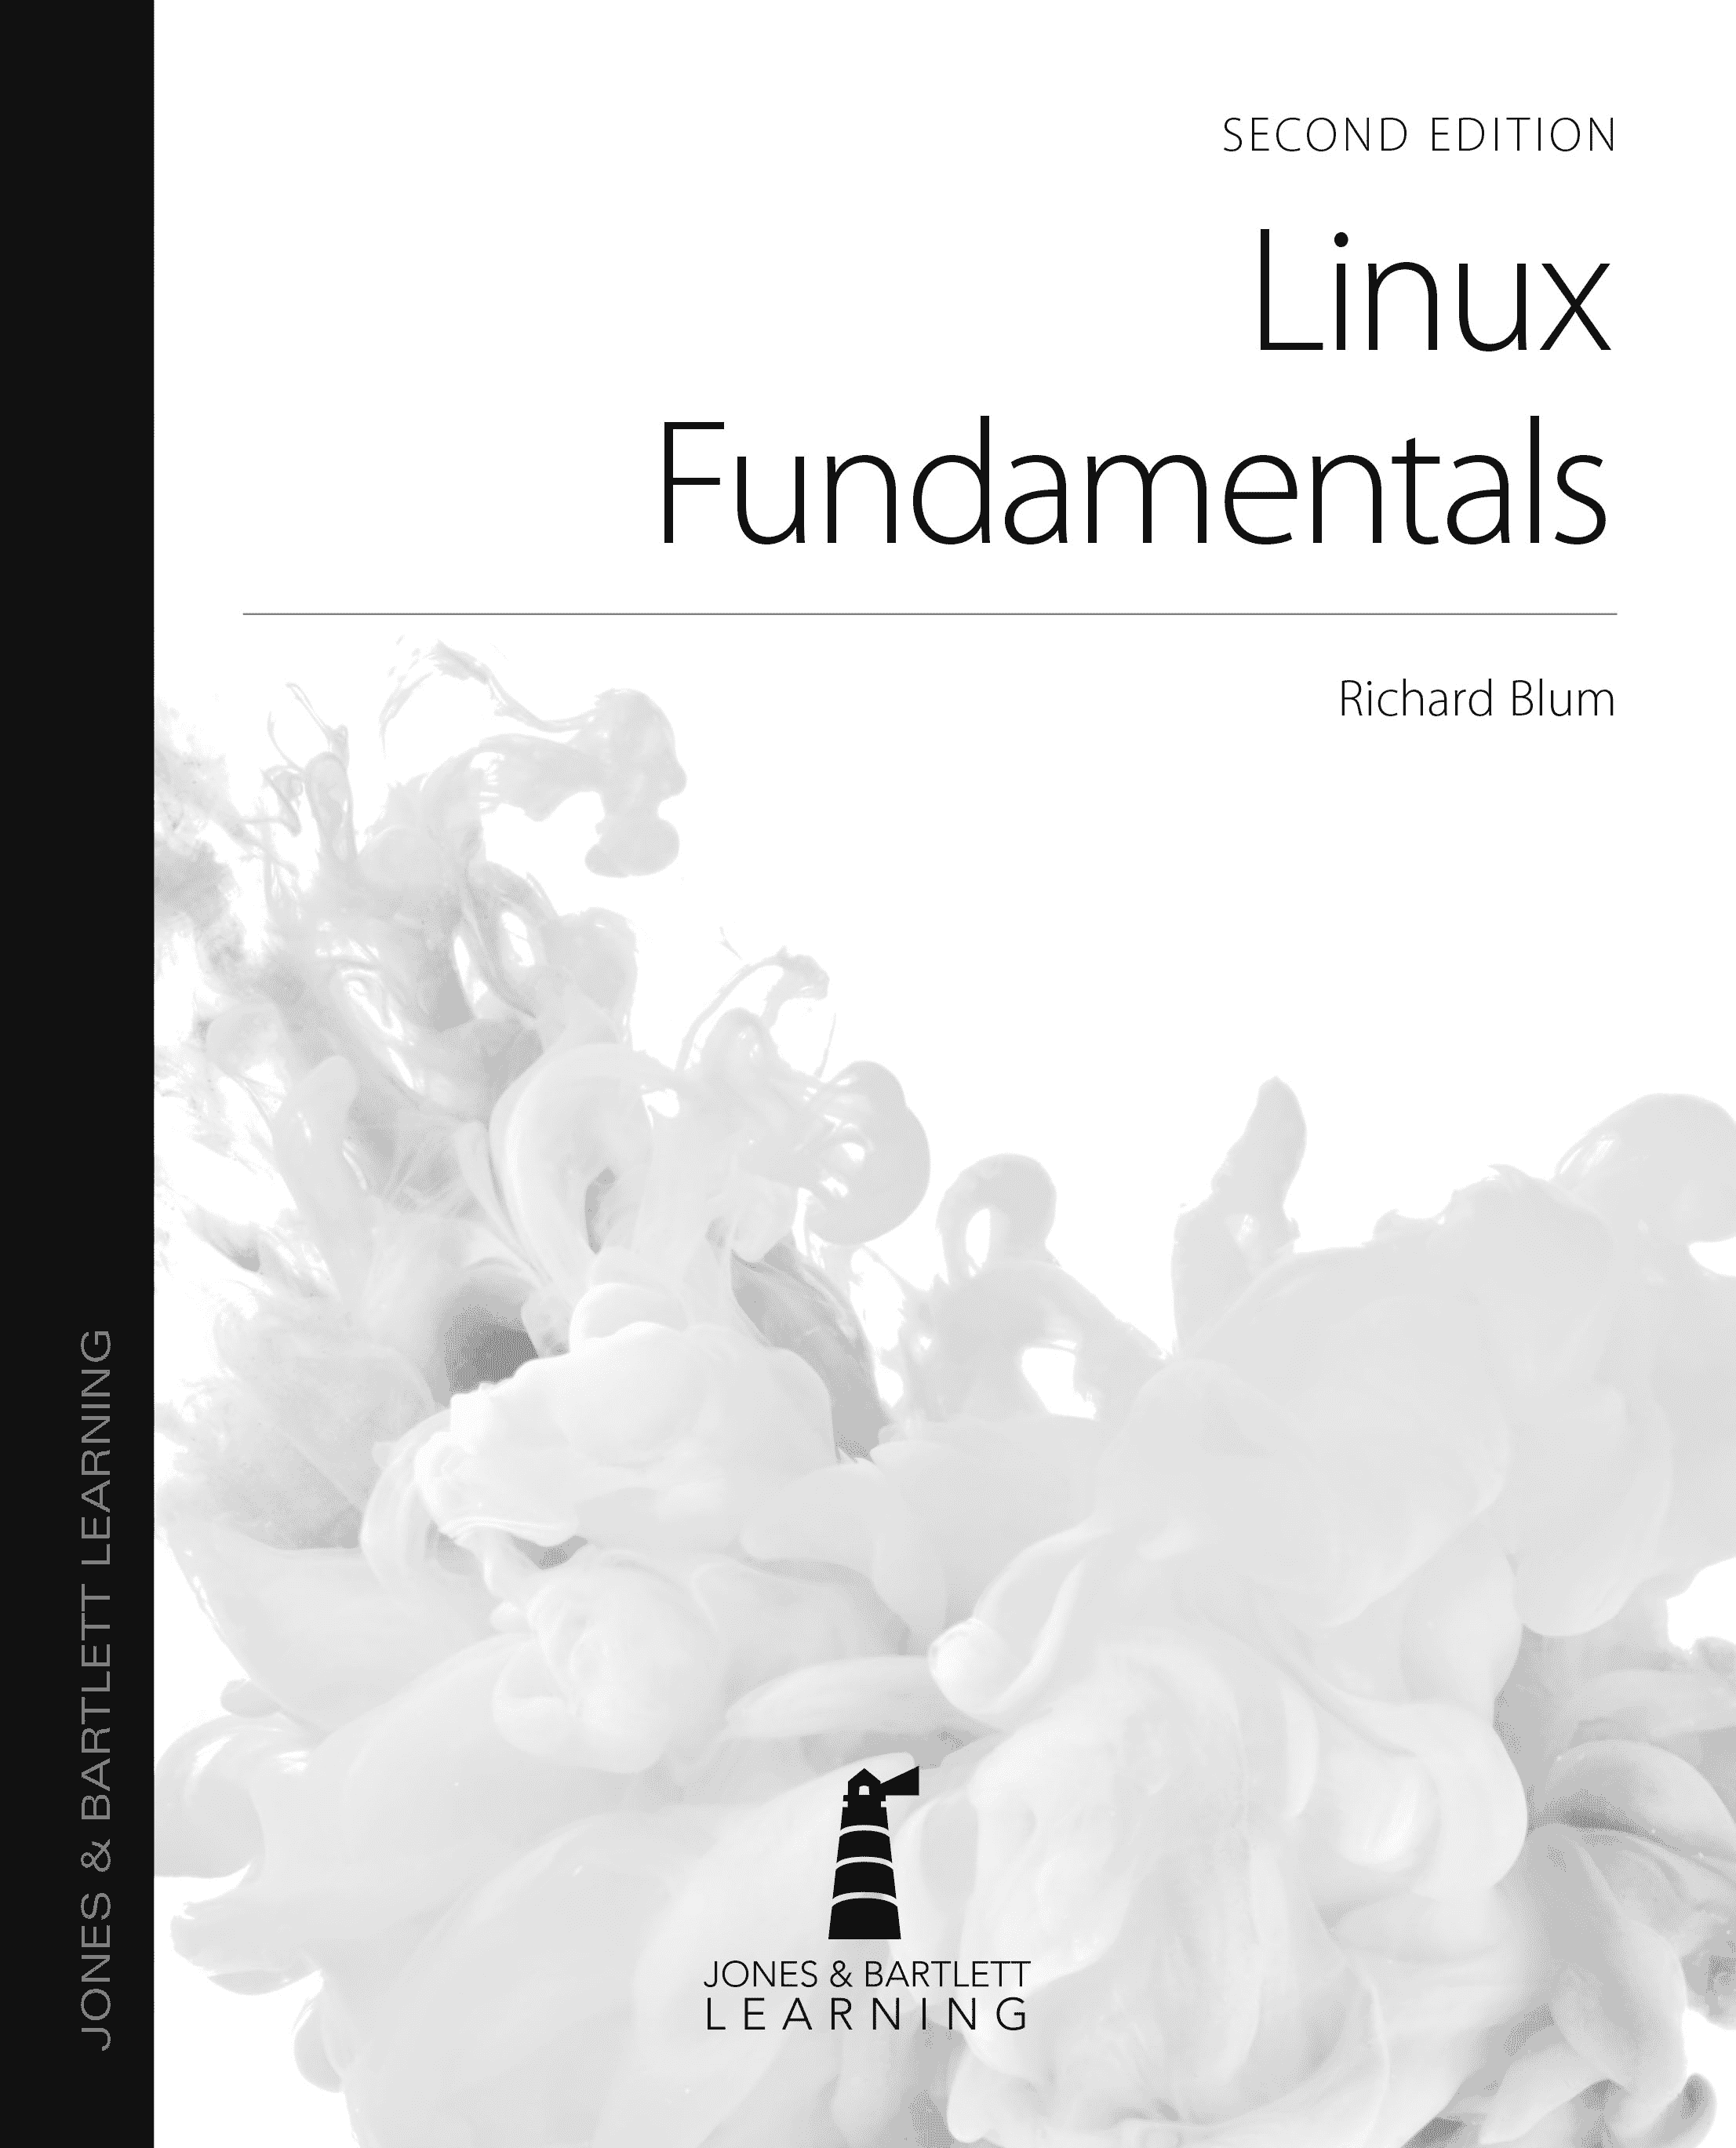 SECOND EDITION
Linux
Fundamentals
Richard Blum
JONES & BARTLETT LEARNING
JONES & BARTLETT
LEARNING